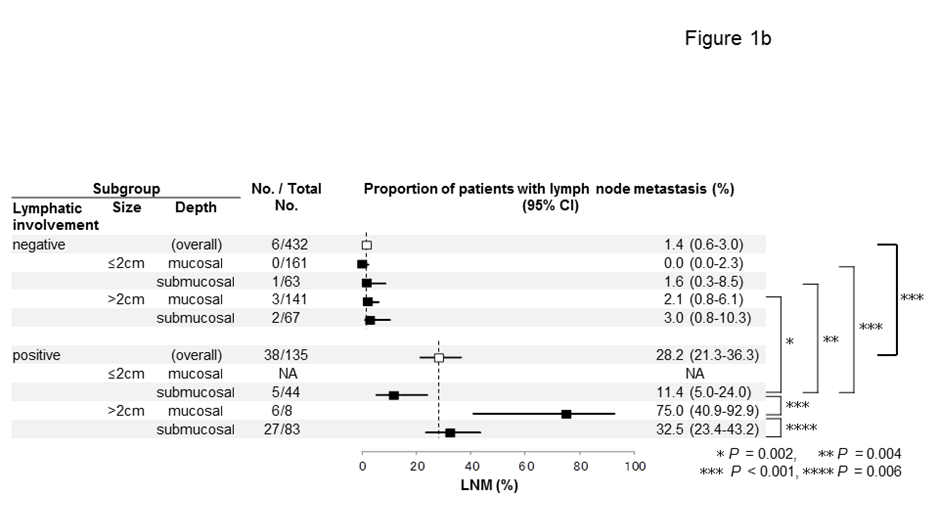 Figure 1b
Subgroup No. / Total No. Proportion of patients with lymph node metastasis (%) (95% CI)
Lymphatic involvement Size Depth
negative (overall) 6/432 1.4 (0.6-3.0)
≤2cm mucosal 0/161 0.0 (0.0-2.3)
submucosal 1/63 1.6 (0.3-8.5)
>2cm mucosal 3/141 2.1 (0.8-6.1)
submucosal 2/67 3.0 (0.8-10.3)
positive (overall) 38/135 28.2 (21.3-36.3)
≤2cm mucosal NA NA
submucosal 5/44 11.4 (5.0-24.0)
>2cm mucosal 6/8 75.0 (40.9-92.9)
submucosal 27/83 32.5 (23.4-43.2)
* ** *** ***
***
****
0 20 40 60 80 100
LNM (%)
* P = 0.002, ** P = 0.004
*** P < 0.001, **** P = 0.006